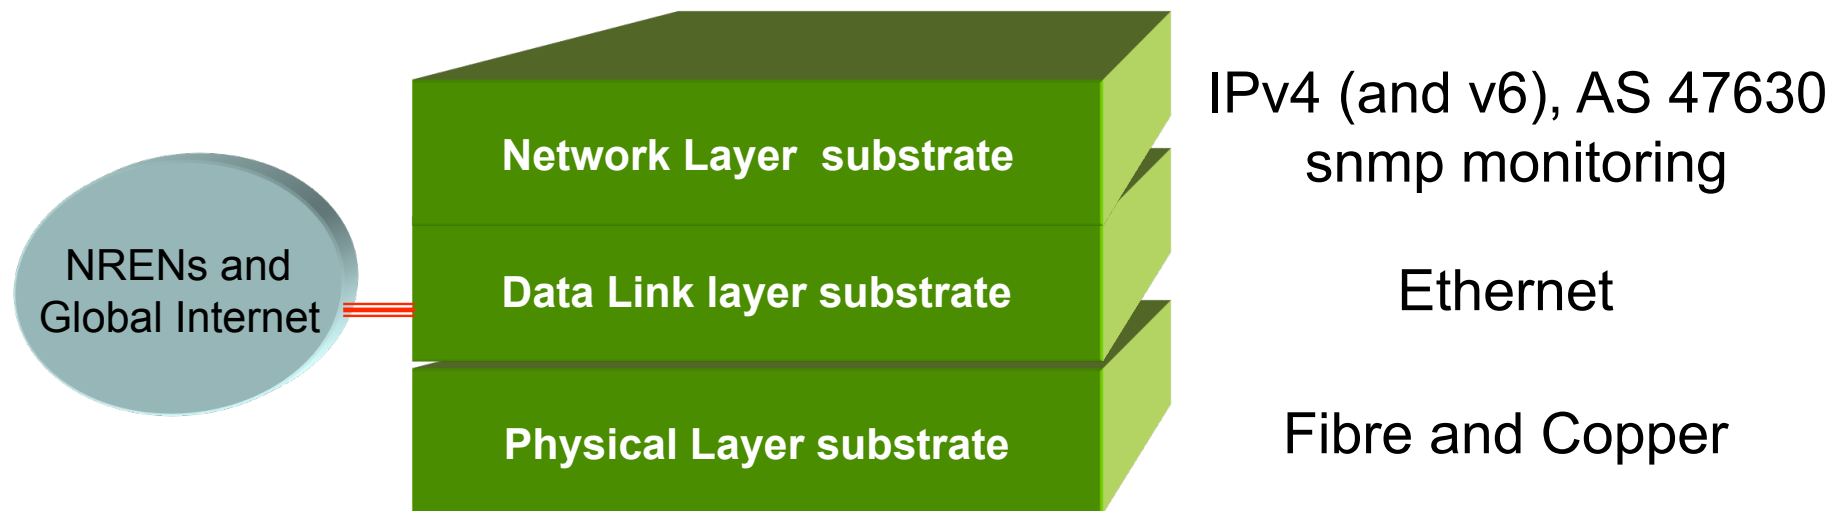 NRENs and
Global Internet
Network Layer substrate
Data Link layer substrate
Physical Layer substrate
IPv4 (and v6), AS 47630
snmp monitoring
Ethernet
Fibre and Copper